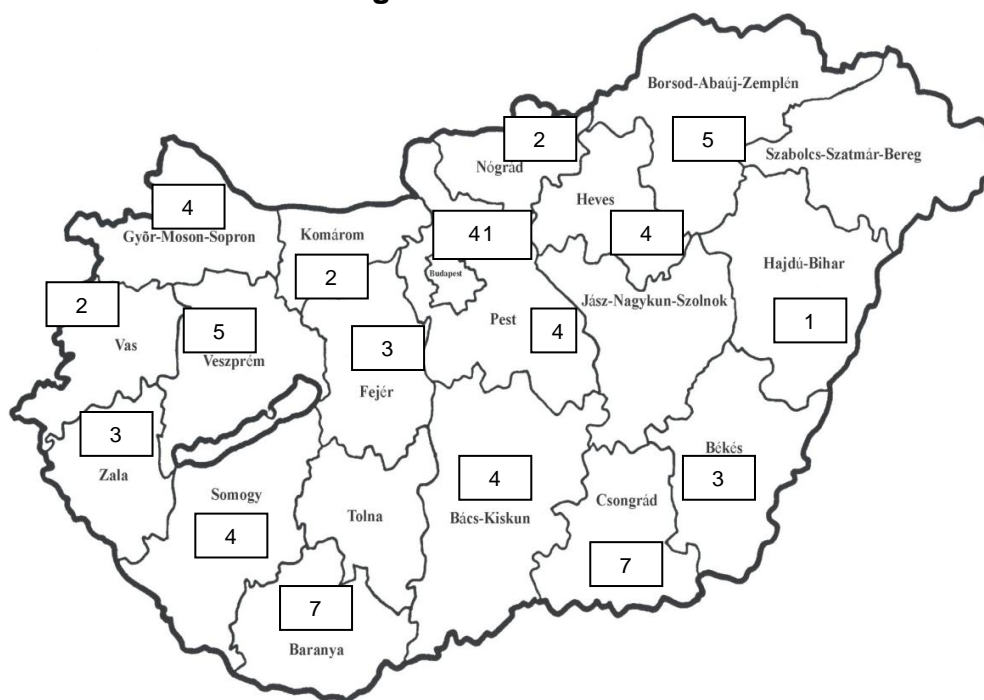 g
Borsod-Abaúj-Zemplén
2
5
Nógrád
Szabolcs-Szatmár-Bereg
4
Heves
41
4
Győr-Moson-Sopron
Komárom
Budapest
Hajdú-Bihar
2
2
Jász-Nagykun-Szolnok
Pest
4
1
5
Vas
3
Veszprém
Fejér
3
Zala
Békés
4
3
Somogy
Csongrád
Tolna
Bács-Kiskun
4
7
7
Baranya